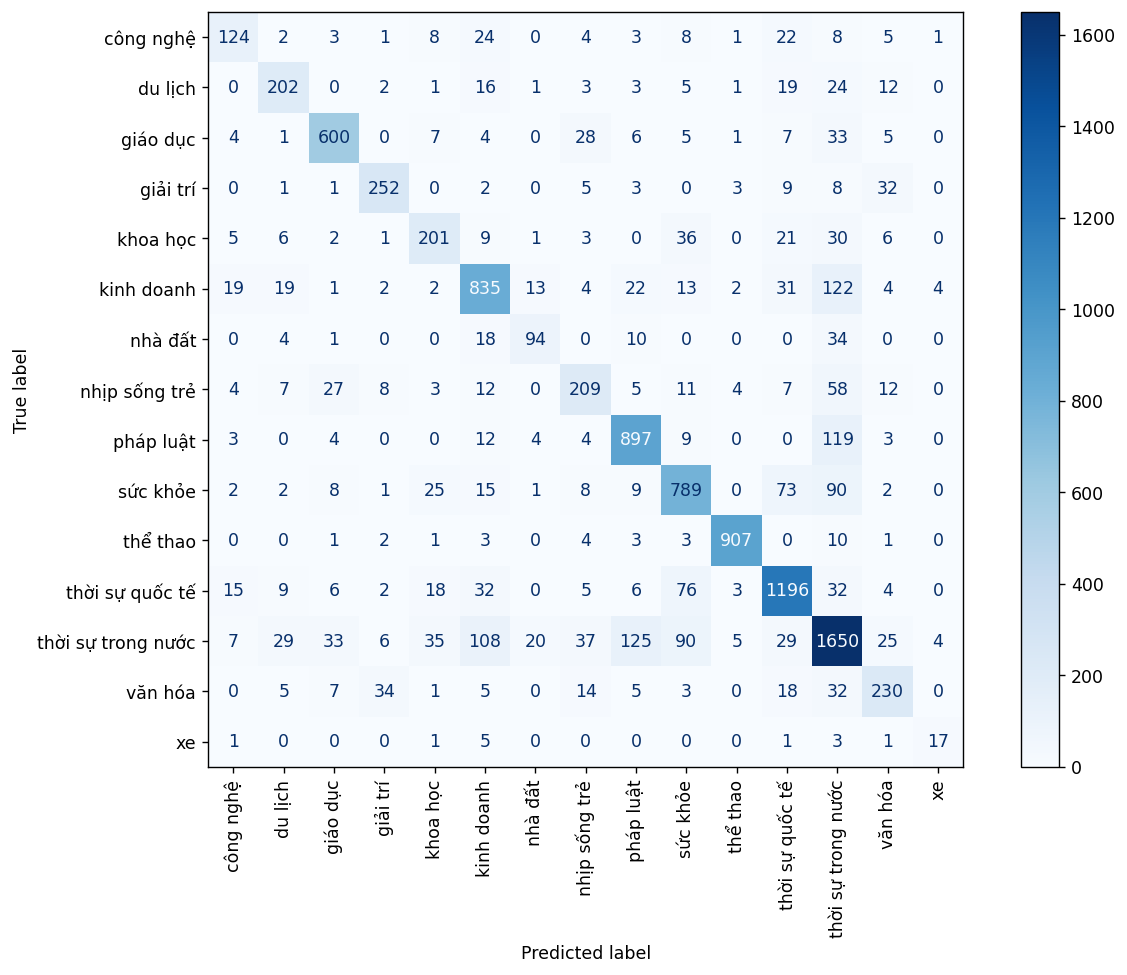 công nghệ 124 2 3 1 8 24 0 4 3 8 1 22 8 5 1
du lịch 0 202 0 2 1 16 1 3 3 5 1 19 24 12 0
giáo dục 4 1 600 0 7 4 0 28 6 5 1 7 33 5 0
giải trí 0 1 1 252 0 2 0 5 3 0 3 9 8 32 0
khoa học 5 6 2 1 201 9 1 3 0 36 0 21 30 6 0
kinh doanh 19 19 1 2 2 835 13 4 22 13 2 31 122 4 4
nhà đất 0 4 1 0 0 18 94 0 10 0 0 0 34 0 0
nhịp sống trẻ 4 7 27 8 3 12 0 209 5 11 4 7 58 12 0
pháp luật 3 0 4 0 0 12 4 4 897 9 0 0 119 3 0
sức khỏe 2 2 8 1 25 15 1 8 9 789 0 73 90 2 0
thể thao 0 0 1 2 1 3 0 4 3 3 907 0 10 1 0
thời sự quốc tế 15 9 6 2 18 32 0 5 6 76 3 1196 32 4 0
thời sự trong nước 7 29 33 6 35 108 20 37 125 90 5 29 1650 25 4
văn hóa 0 5 7 34 1 5 0 14 5 3 0 18 32 230 0
xe 1 0 0 0 1 5 0 0 0 0 0 1 3 1 17
True label
công nghệ
du lịch
giáo dục
giải trí
khoa học
kinh doanh
nhà đất
nhịp sống trẻ
pháp luật
sức khỏe
thể thao
thời sự quốc tế
thời sự trong nước
văn hóa
xe
Predicted label
1600
1400
1200
1000
800
600
400
200
0